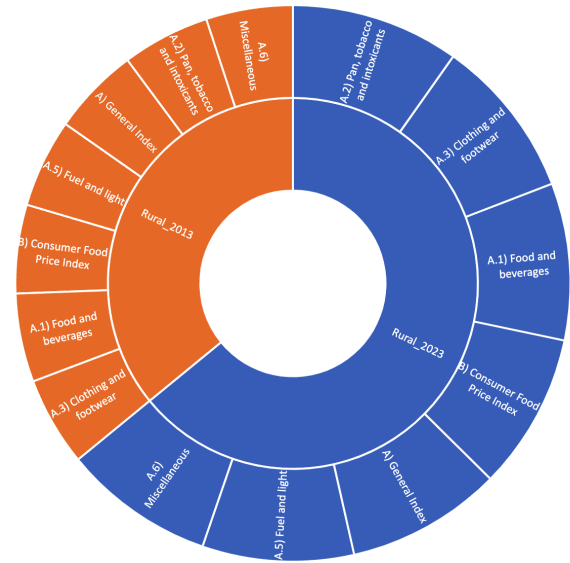 A.2) Pan, tobacco
and intoxicants
A.3) Clothing and
footwear
A.1) Food and
beverages
B) Consumer Food
Price Index
A) General Index
A.5) Fuel and light
A.6)
Miscellaneous
Rural_2023
A.3) Clothing and
footwear
A.1) Food and
beverages
B) Consumer Food
Price Index
A.5) Fuel and light
A) General Index
A.2) Pan, tobacco
and intoxicants
A.6)
Miscellaneous
Rural_2013